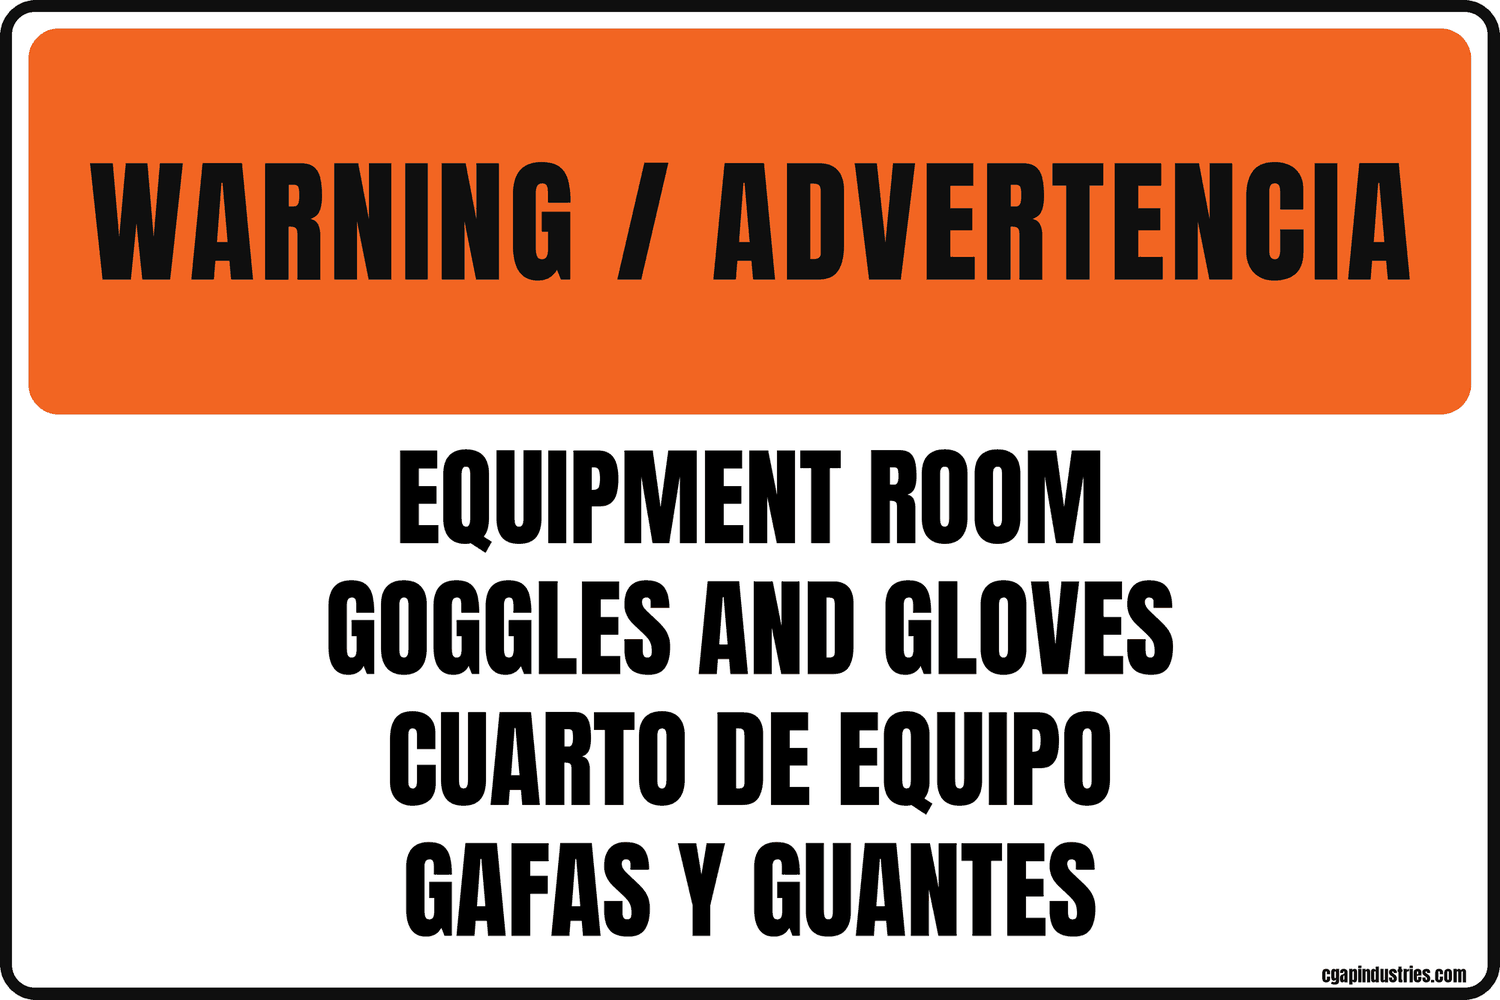 WARNING / ADVERTENCIA
EQUIPMENT ROOM
GOGGLES AND GLOVES
CUARTO DE EQUIPO
GAFAS Y GUANTES
cgapindustries.com